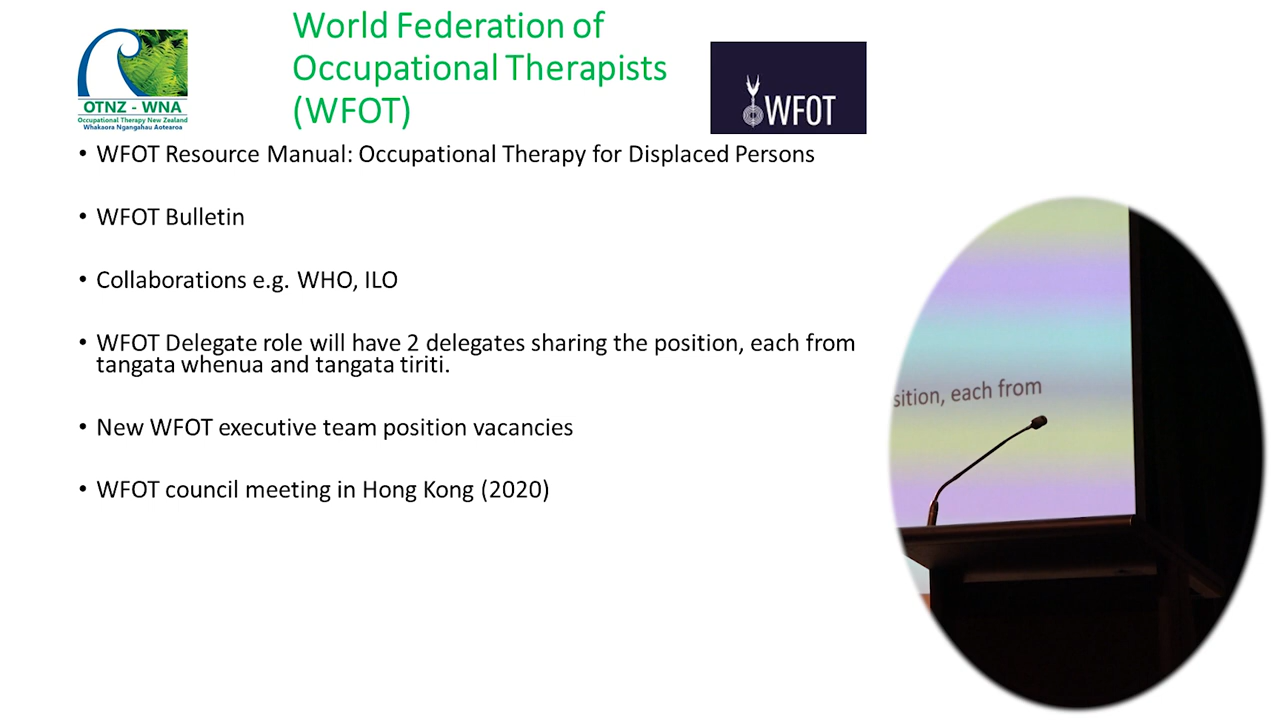 World Federation of
Occupational Therapists
(WFOT)
OTNZ - WNA
Occupational Therapy New Zealand
Whakaora Ngangahau Aotearoa
WFOT
• WFOT Resource Manual: Occupational Therapy for Displaced Persons
• WFOT Bulletin
• Collaborations e.g. WHO, ILO
• WFOT Delegate role will have 2 delegates sharing the position, each from
tangata whenua and tangata tiriti.
• New WFOT executive team position vacancies
• WFOT council meeting in Hong Kong (2020)
sition, each from